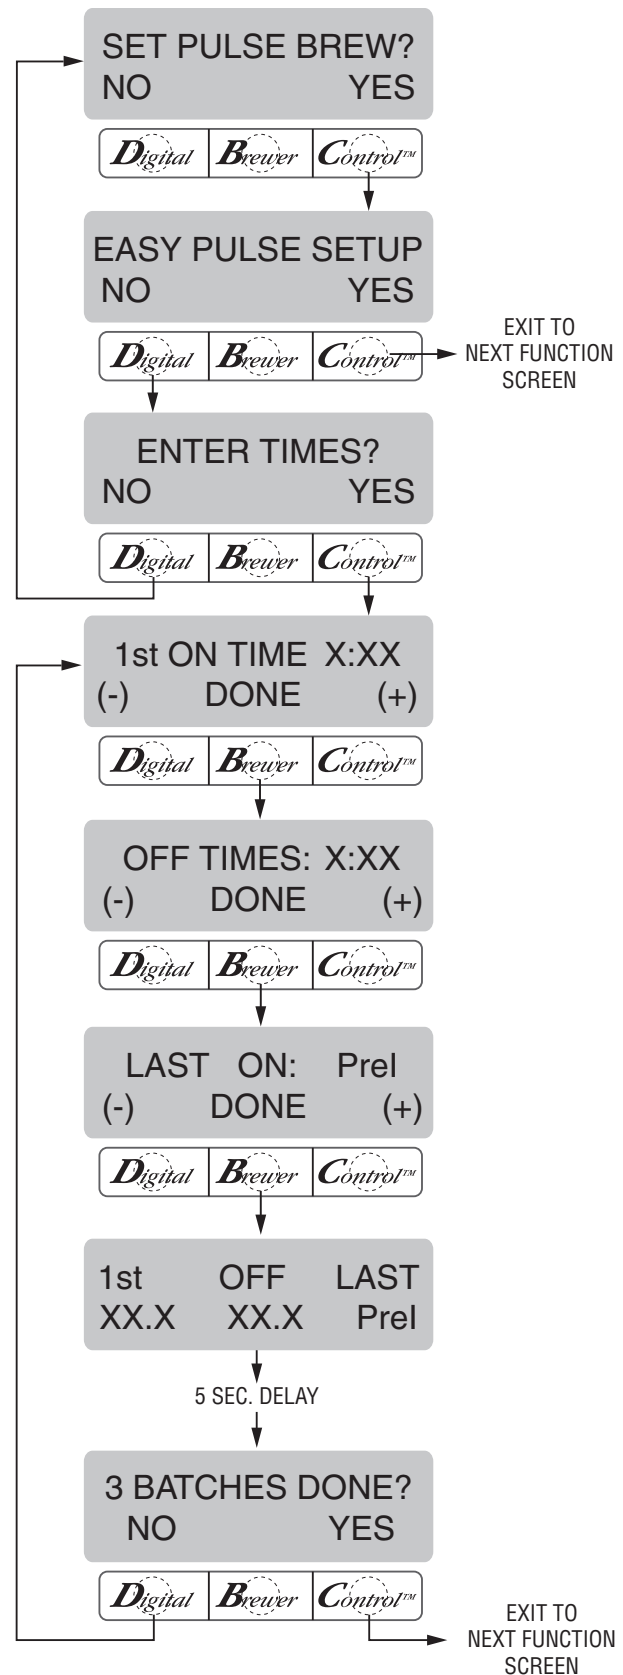 SET PULSE BREW?
NO YES
Digital Brewer Control™
EASY PULSE SETUP
NO YES
Digital Brewer Control™
EXIT TO
NEXT FUNCTION
SCREEN
ENTER TIMES?
NO YES
Digital Brewer Control™
1st ON TIME X:XX
(-) DONE (+)
Digital Brewer Control™
OFF TIMES: X:XX
(-) DONE (+)
Digital Brewer Control™
LAST ON: Prel
(-) DONE (+)
Digital Brewer Control™
1st OFF LAST
XX.X XX.X Prel
5 SEC. DELAY
3 BATCHES DONE?
NO YES
Digital Brewer Control™
EXIT TO
NEXT FUNCTION
SCREEN